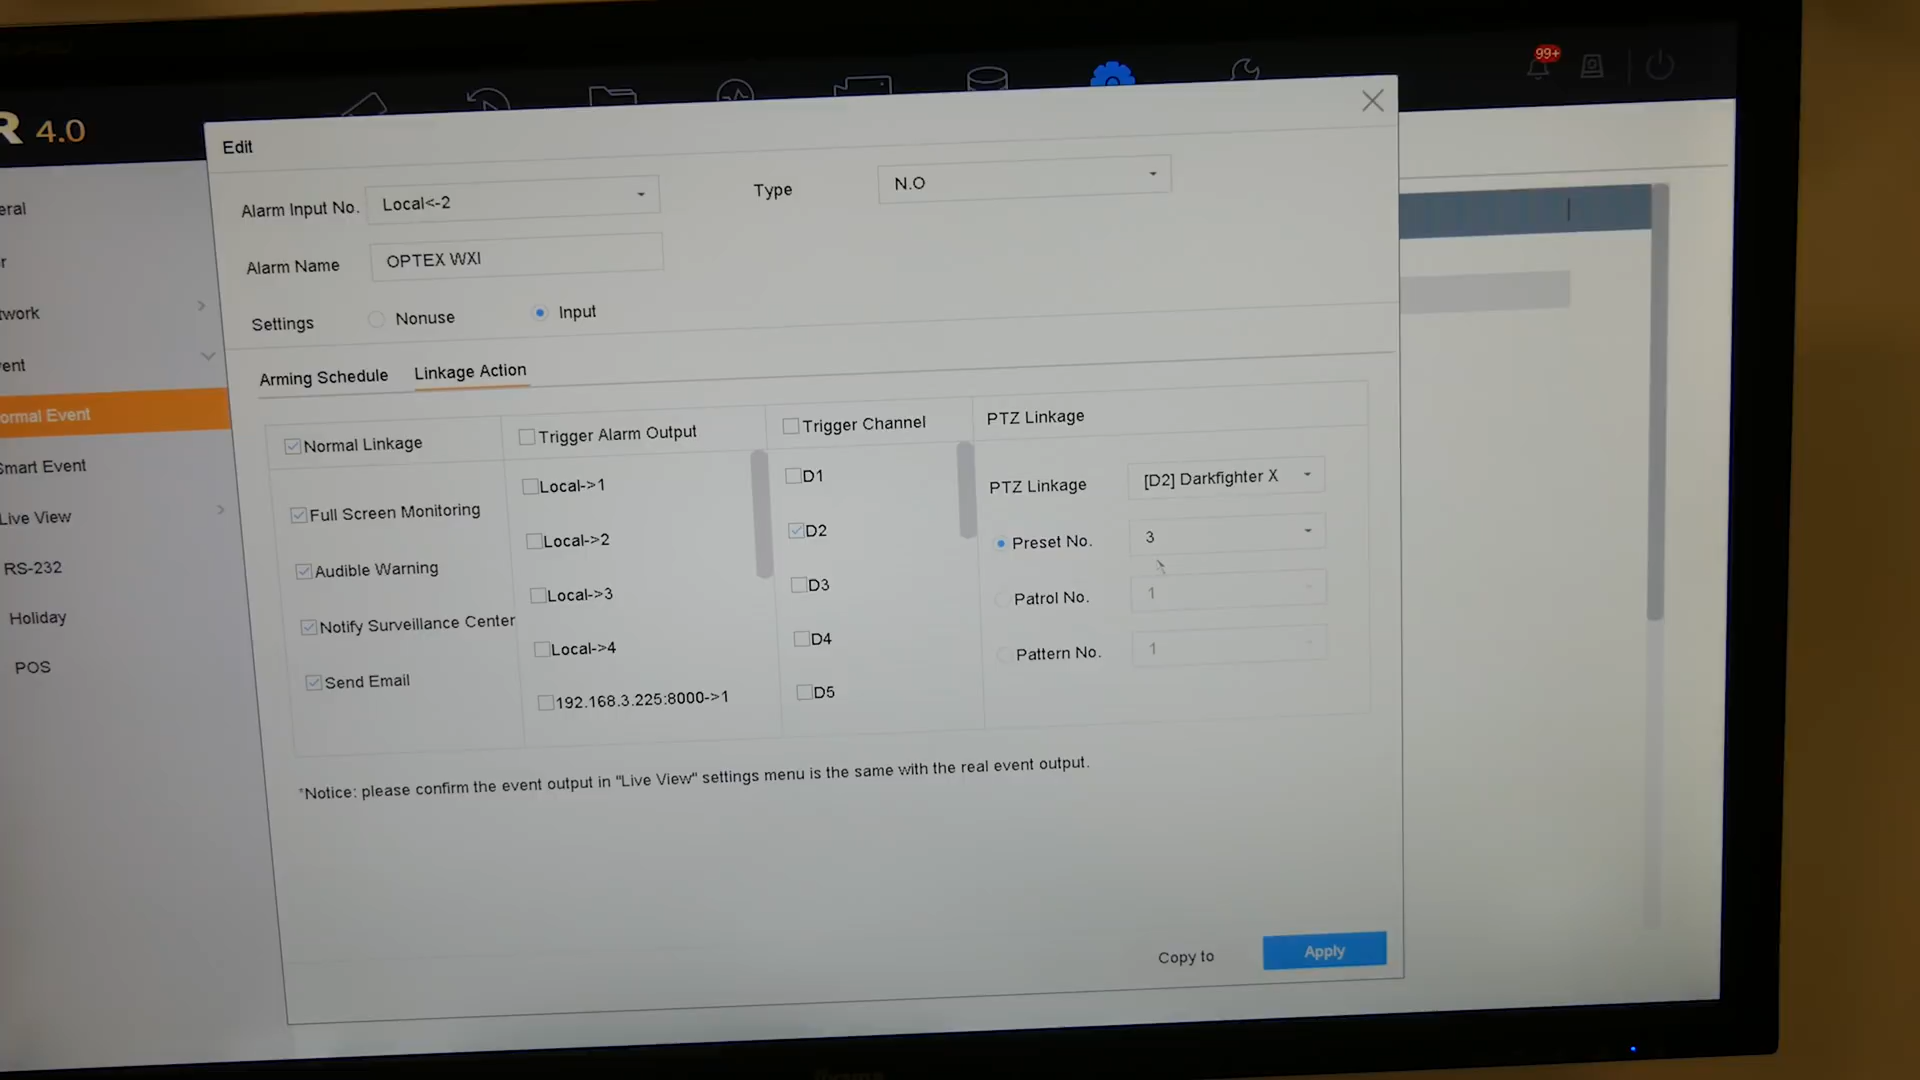 99+
R 4.0
Edit
Alarm Input No. Local<-2
Type N.O
Alarm Name OPTEX WXI
Settings Nonuse Input
Arming Schedule Linkage Action
Normal Linkage
Full Screen Monitoring
Audible Warning
Notify Surveillance Center
Send Email
Trigger Alarm Output
Local->1
Local->2
Local->3
Local->4
192.168.3.225:8000->1
Trigger Channel
D1
D2
D3
D4
D5
PTZ Linkage
PTZ Linkage [D2] Darkfighter X
Preset No. 3
Patrol No. 1
Pattern No. 1
*Notice: please confirm the event output in "Live View" settings menu is the same with the real event output.
Copy to
Apply
eral
r
twork
ent
ormal Event
Smart Event
Live View
RS-232
Holiday
POS